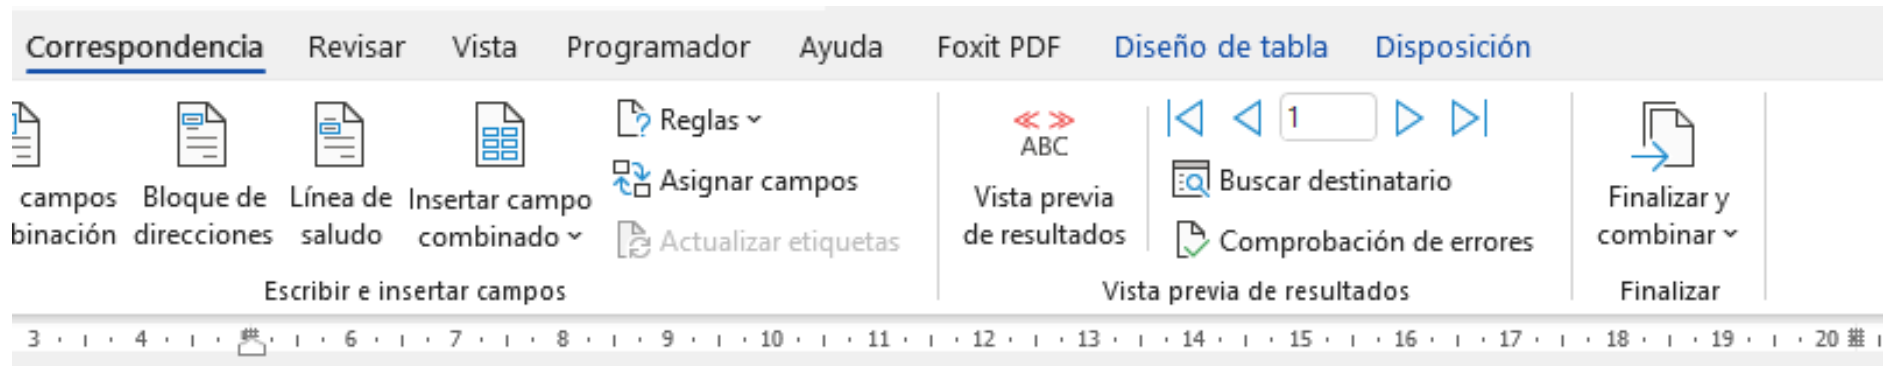 Correspondencia Revisar Vista Programador Ayuda Foxit PDF Diseño de tabla Disposición
campos
binación
Bloque de
direcciones
Línea de
saludo
Insertar campo
combinado
Reglas
Asignar campos
Actualizar etiquetas
Escribir e insertar campos
ABC
Vista previa
de resultados
1
Buscar destinatario
Comprobación de errores
Vista previa de resultados
Finalizar y
combinar
Finalizar
3 4 6 7 8 9 10 11 12 13 14 15 16 17 18 19 20